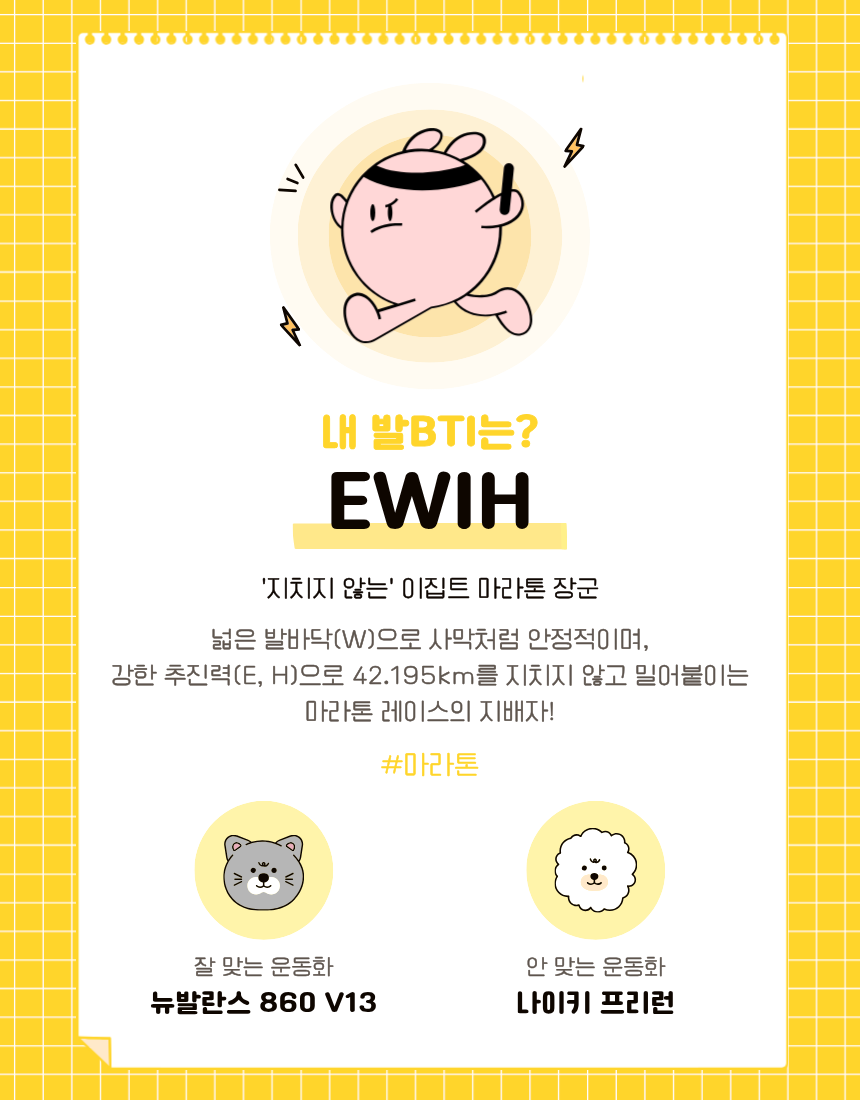 내 발BTI는?
EWIH
'지치지 않는' 이집트 마라톤 장군
넓은 발바닥(W)으로 사막처럼 안정적이며,
강한 추진력(E, H)으로 42.195km를 지치지 않고 밀어붙이는
마라톤 레이스의 지배자!
#마라톤
잘 맞는 운동화
뉴발란스 860 V13
안 맞는 운동화
나이키 프리런